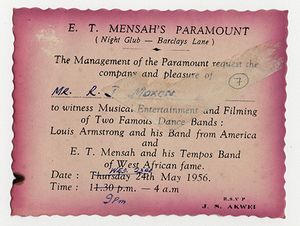 E. T. MENSAH'S PARAMOUNT
(Night Club — Barclays Lane)
The Management of the Paramount request the
company and pleasure of
7
MR. R. J. MOXON
to witness Musical Entertainment and Filming
of Two Famous Dance Bands :
Louis Armstrong and his Band from America
and
E. T. Mensah and his Tempos Band
of West African fame.
Date : Thursday 24th May 1956.
Time : 11.30 p.m. — 4 a.m
9 Pm
R.S.V.P
J. S. AKWEI